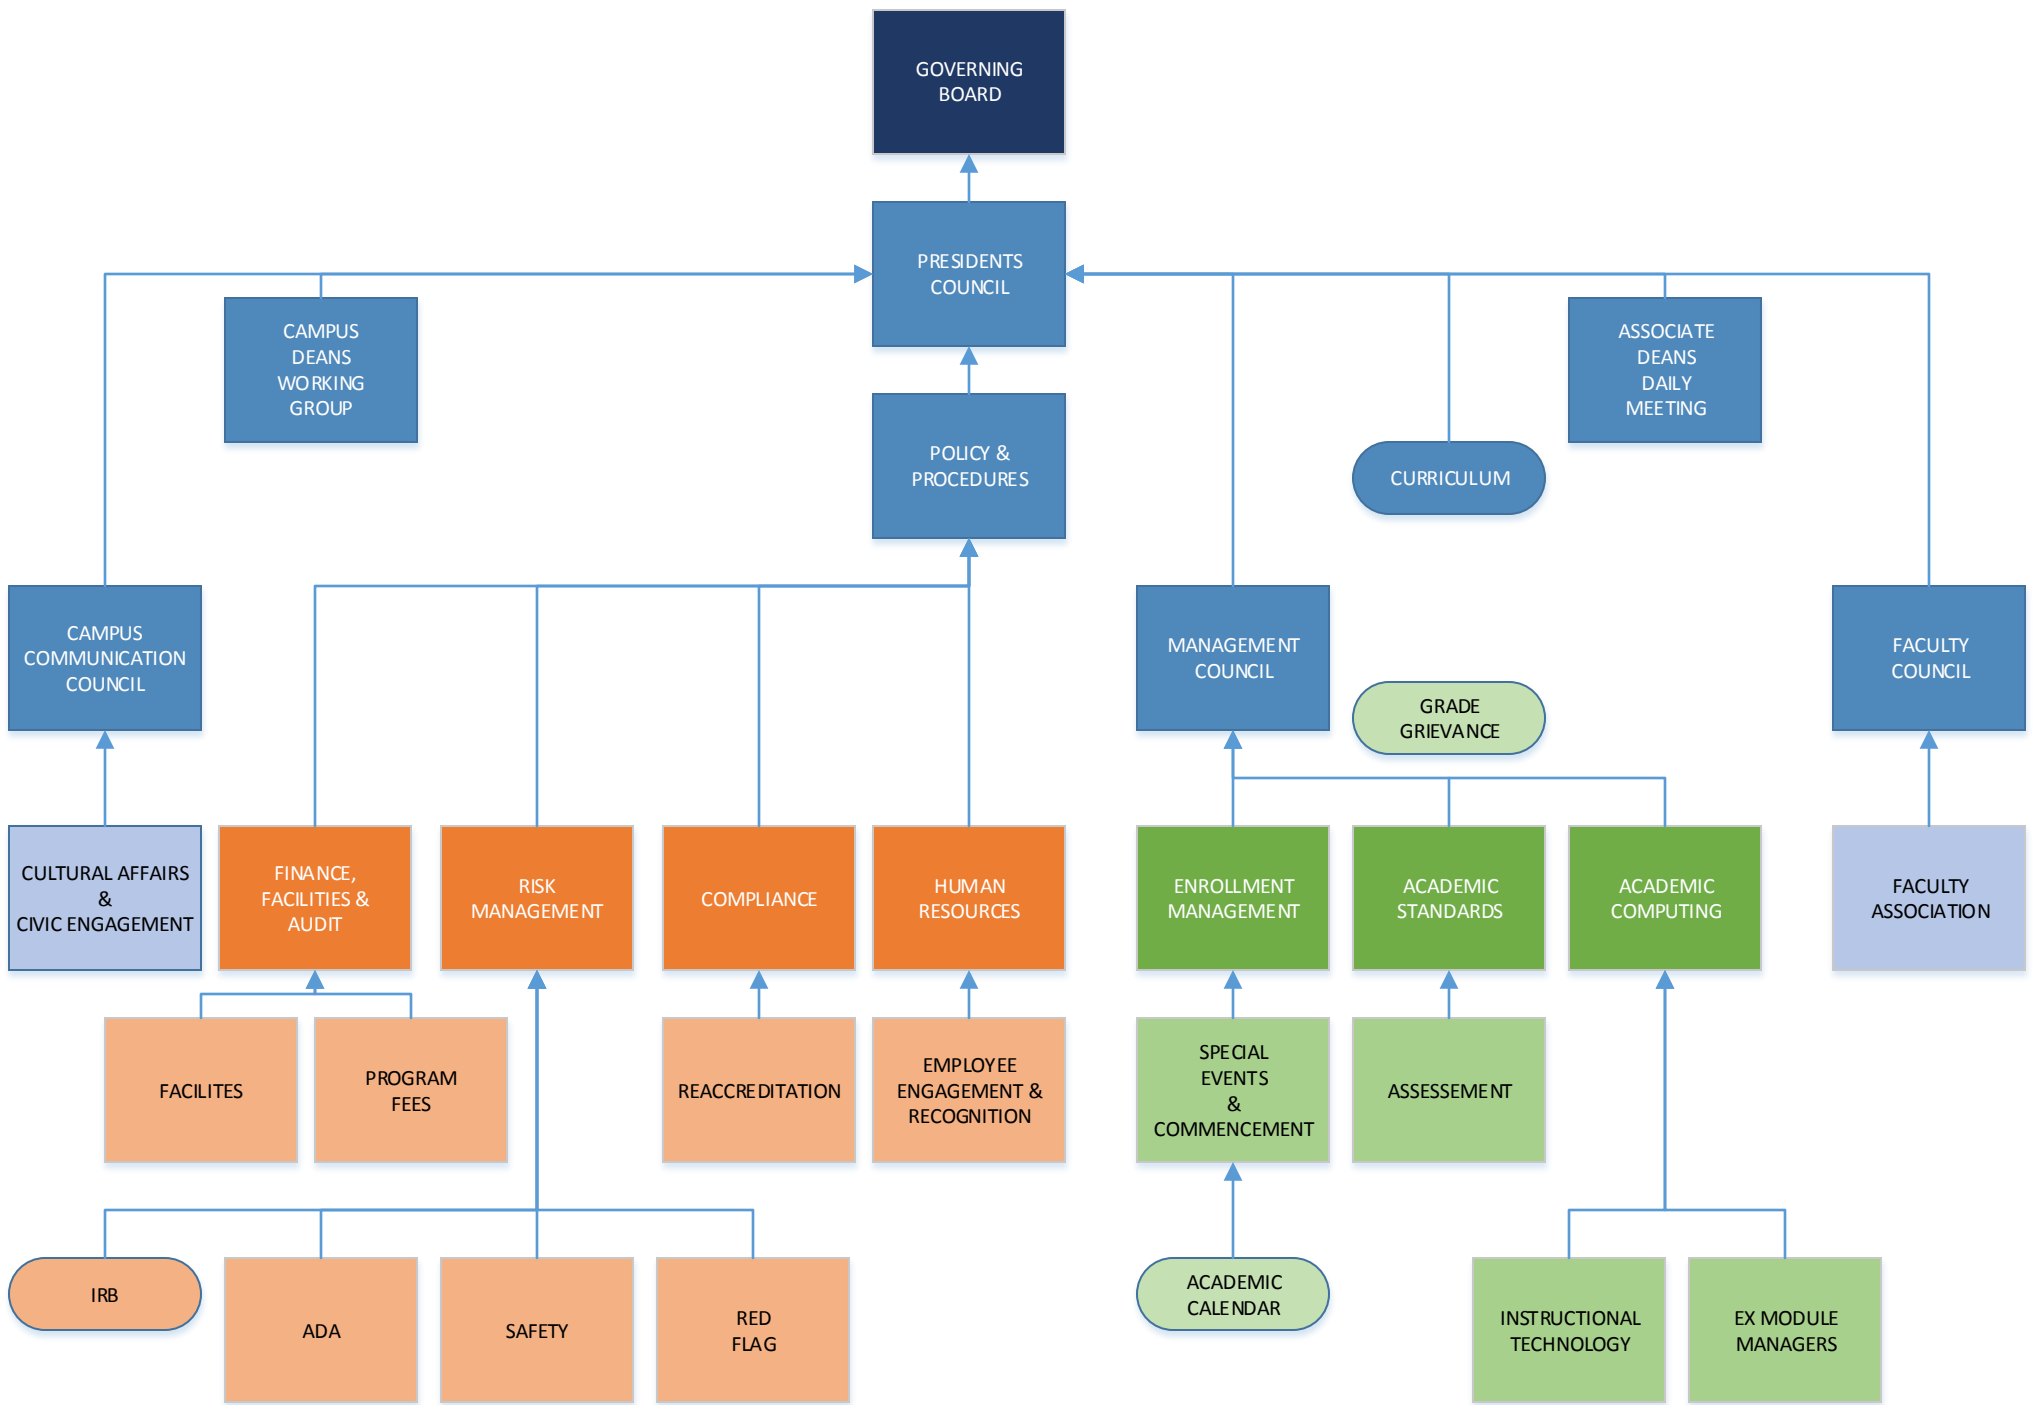 GOVERNING
BOARD
PRESIDENTS
COUNCIL
CAMPUS
DEANS
WORKING
GROUP
ASSOCIATE
DEANS
DAILY
MEETING
POLICY &
PROCEDURES
CURRICULUM
CAMPUS
COMMUNICATION
COUNCIL
MANAGEMENT
COUNCIL
FACULTY
COUNCIL
GRADE
GRIEVANCE
CULTURAL AFFAIRS
&
CIVIC ENGAGEMENT
FINANCE,
FACILITIES &
AUDIT
RISK
MANAGEMENT
COMPLIANCE
HUMAN
RESOURCES
ENROLLMENT
MANAGEMENT
ACADEMIC
STANDARDS
ACADEMIC
COMPUTING
FACULTY
ASSOCIATION
FACILITES
PROGRAM
FEES
REACCREDITATION
EMPLOYEE
ENGAGEMENT &
RECOGNITION
SPECIAL
EVENTS
&
COMMENCEMENT
ASSESSEMENT
IRB
ADA
SAFETY
RED
FLAG
ACADEMIC
CALENDAR
INSTRUCTIONAL
TECHNOLOGY
EX MODULE
MANAGERS